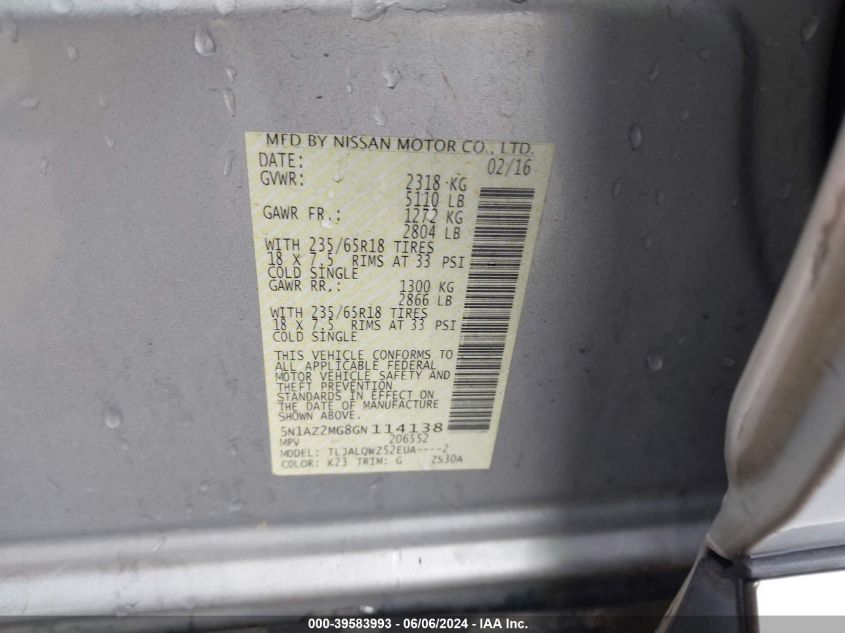 MFD BY NISSAN MOTOR CO., LTD.
DATE: 02/16
GVWR: 2318 KG
5110 LB
GAWR FR.: 1272 KG
2804 LB
WITH 235/65R18 TIRES
18 X 7.5 RIMS AT 33 PSI
COLD SINGLE
GAWR RR.: 1300 KG
2866 LB
WITH 235/65R18 TIRES
18 X 7.5 RIMS AT 33 PSI
COLD SINGLE
THIS VEHICLE CONFORMS TO
ALL APPLICABLE FEDERAL
MOTOR VEHICLE SAFETY AND
THEFT PREVENTION
STANDARDS IN EFFECT ON
THE DATE OF MANUFACTURE
SHOWN ABOVE.
5N1AZ2MG8GN114138
MPV 206552
MODEL: TLJALQWZ52EUA----2
COLOR: K23 TRIM: G ZS30A
000-39583993 - 06/06/2024 - IAA Inc.